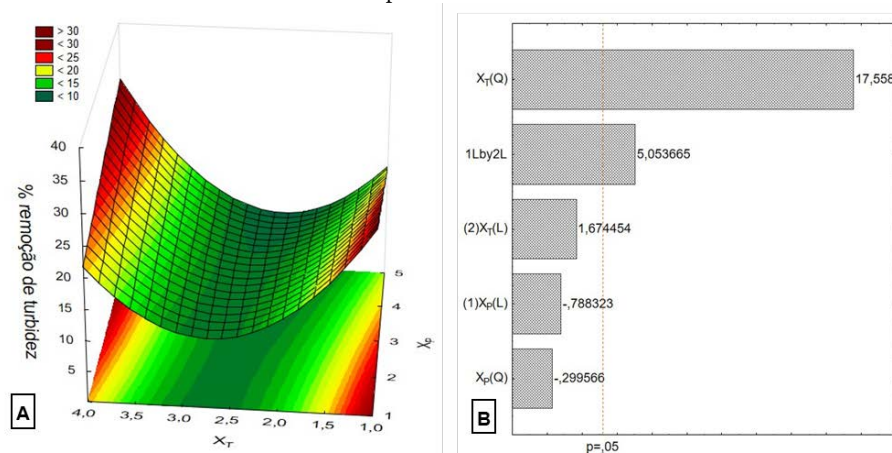 > 30
< 30
< 25
< 20
< 15
< 10
40
35
30
25
20
15
10
5
% remoção de turbidez
4,0
3,5
3,0
2,5
2,0
1,5
1,0
X_T
5
4
3
2
1
X_P
A
X_T(Q)
17,558
1Lby2L
5,053665
(2)X_T(L)
1,674454
(1)X_P(L)
-,788323
X_P(Q)
-,299566
p=,05
B